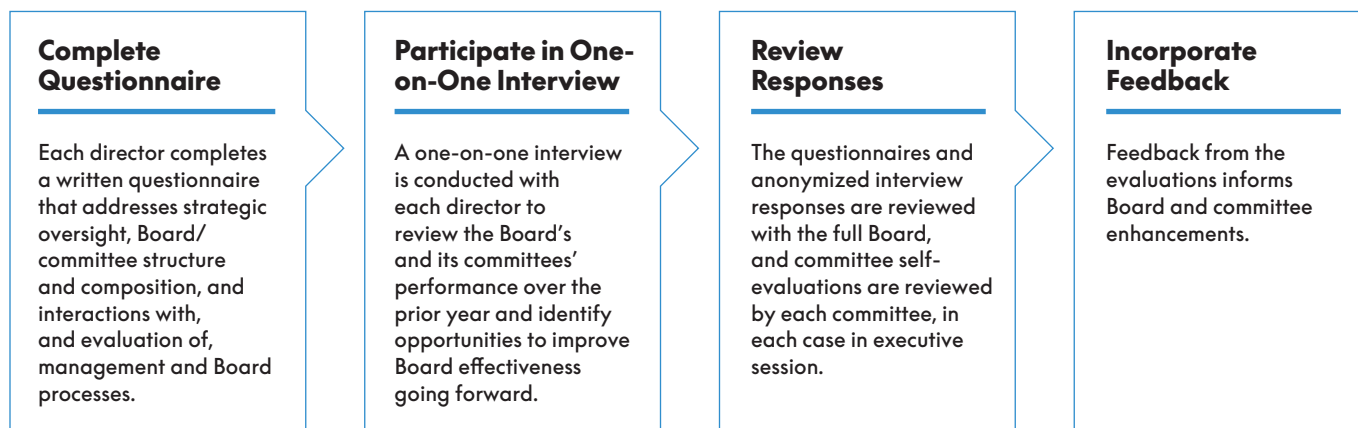 Complete
Questionnaire
Each director completes
a written questionnaire
that addresses strategic
oversight, Board/
committee structure
and composition, and
interactions with,
and evaluation of,
management and Board
processes.
Participate in One-
on-One Interview
A one-on-one interview
is conducted with
each director to
review the Board’s
and its committees’
performance over the
prior year and identify
opportunities to improve
Board effectiveness
going forward.
Review
Responses
The questionnaires and
anonymized interview
responses are reviewed
with the full Board,
and committee self-
evaluations are reviewed
by each committee, in
each case in executive
session.
Incorporate
Feedback
Feedback from the
evaluations informs
Board and committee
enhancements.